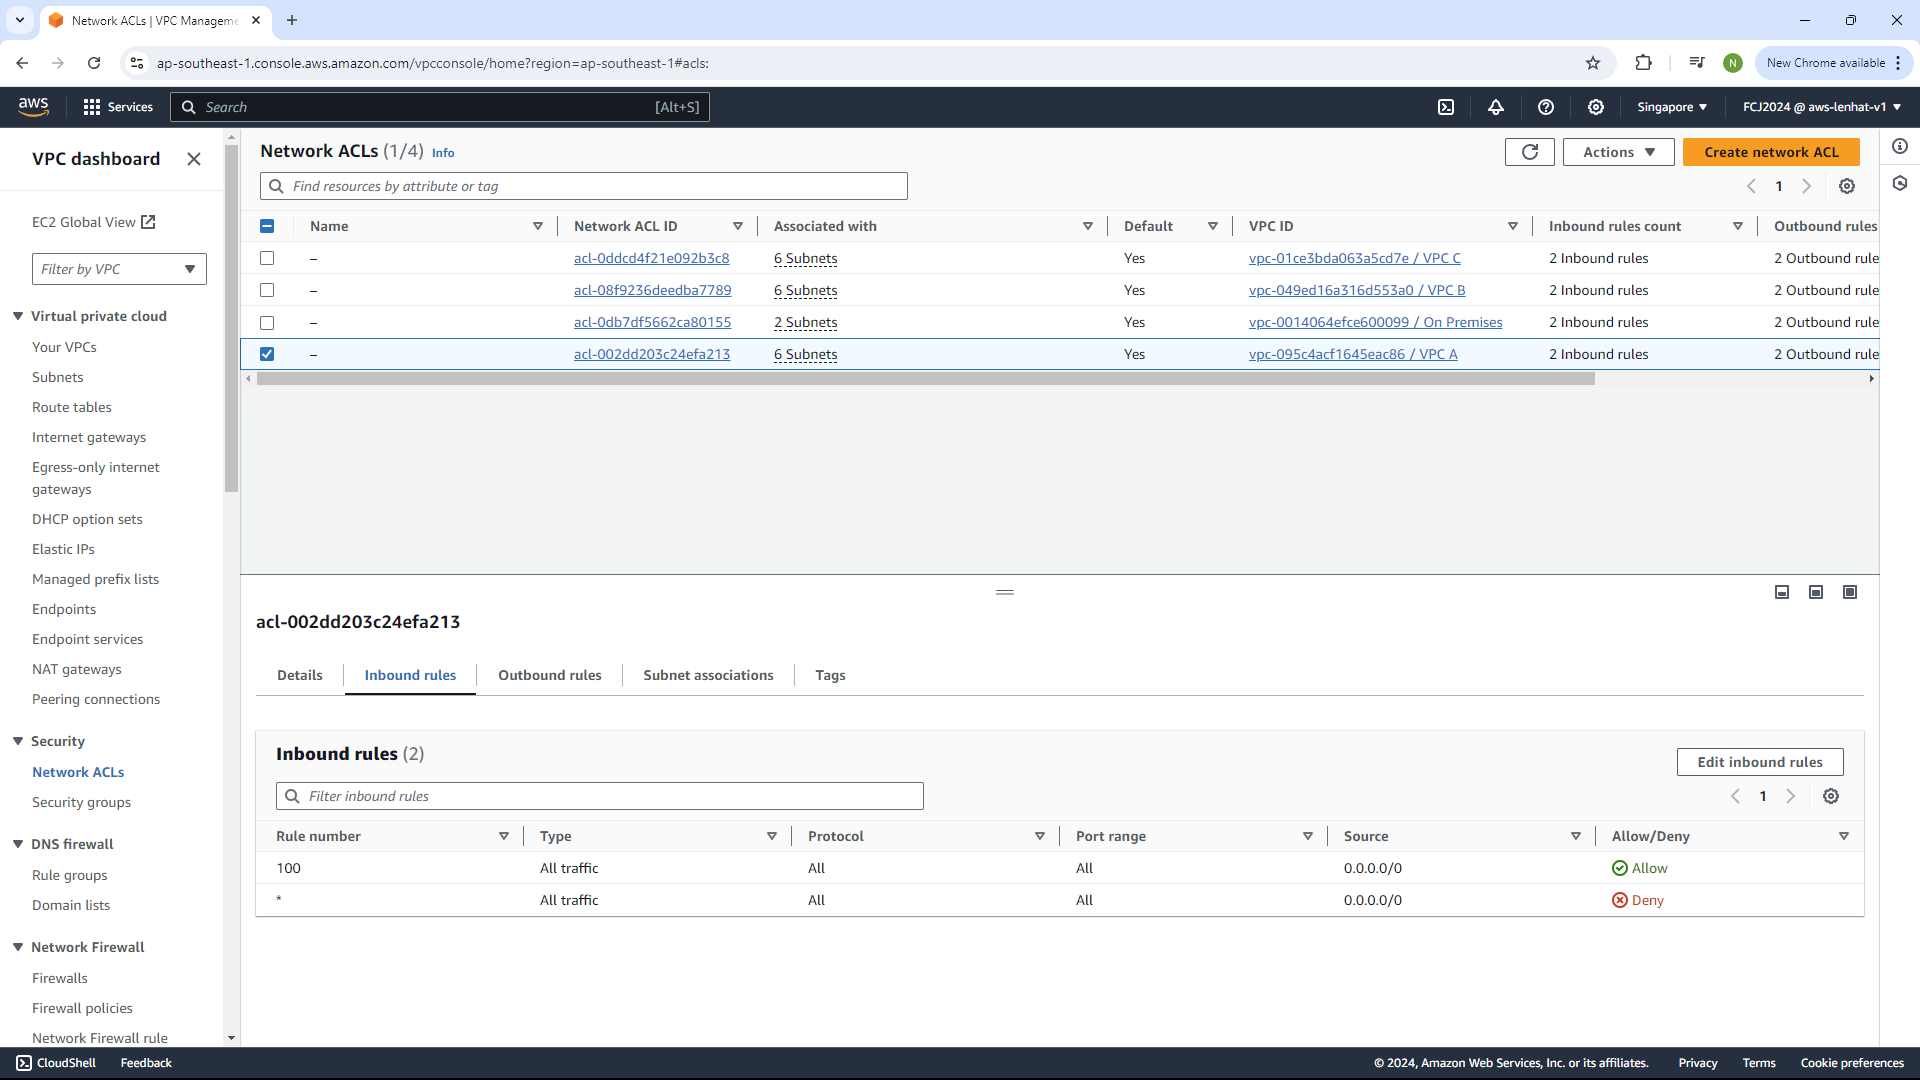 Network ACLs | VPC Manageme
ap-southeast-1.console.aws.amazon.com/vpcconsole/home?region=ap-southeast-1#acls:
N
New Chrome available
aws
Services
Search
[Alt+S]
Singapore
FCJ2024 @ aws-lenhat-v1
VPC dashboard
EC2 Global View
Filter by VPC
Virtual private cloud
Your VPCs
Subnets
Route tables
Internet gateways
Egress-only internet
gateways
DHCP option sets
Elastic IPs
Managed prefix lists
Endpoints
Endpoint services
NAT gateways
Peering connections
Security
Network ACLs
Security groups
DNS firewall
Rule groups
Domain lists
Network Firewall
Firewalls
Firewall policies
Network Firewall rule
Network ACLs (1/4) Info
Actions
Create network ACL
Find resources by attribute or tag
1
Name Network ACL ID Associated with Default VPC ID Inbound rules count Outbound rules
– acl-0ddcd4f21e092b3c8 6 Subnets Yes vpc-01ce3bda063a5cd7e / VPC C 2 Inbound rules 2 Outbound rule
– acl-08f9236deedba7789 6 Subnets Yes vpc-049ed16a316d553a0 / VPC B 2 Inbound rules 2 Outbound rule
– acl-0db7df5662ca80155 2 Subnets Yes vpc-0014064efce600099 / On Premises 2 Inbound rules 2 Outbound rule
– acl-002dd203c24efa213 6 Subnets Yes vpc-095c4acf1645eac86 / VPC A 2 Inbound rules 2 Outbound rule
acl-002dd203c24efa213
Details Inbound rules Outbound rules Subnet associations Tags
Inbound rules (2)
Edit inbound rules
Filter inbound rules
1
Rule number Type Protocol Port range Source Allow/Deny
100 All traffic All All 0.0.0.0/0 Allow
* All traffic All All 0.0.0.0/0 Deny
CloudShell Feedback © 2024, Amazon Web Services, Inc. or its affiliates. Privacy Terms Cookie preferences